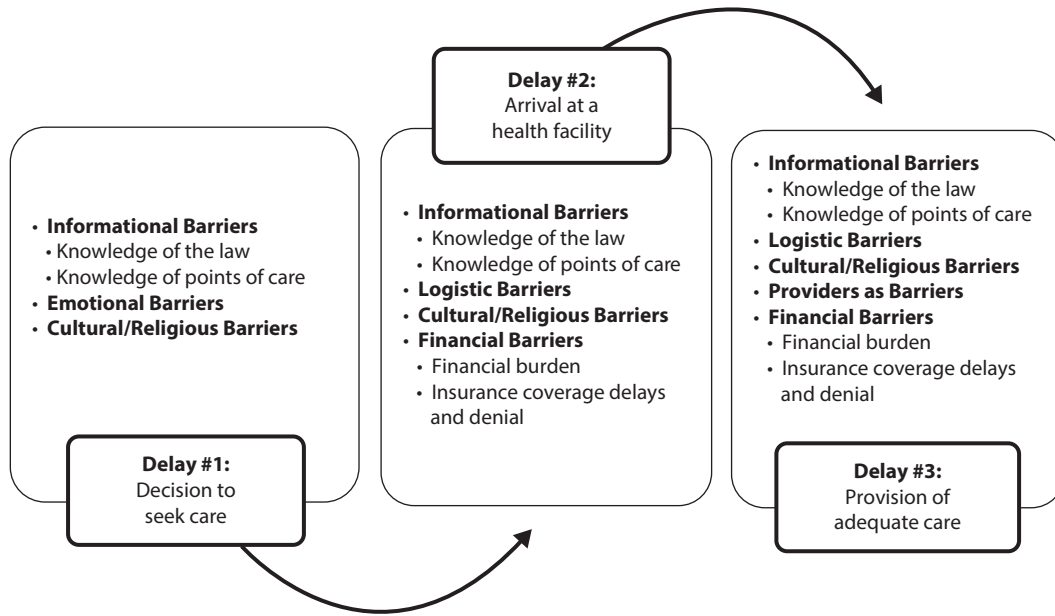 • Informational Barriers
• Knowledge of the law
• Knowledge of points of care
• Emotional Barriers
• Cultural/Religious Barriers
Delay #1:
Decision to
seek care
Delay #2:
Arrival at a
health facility
• Informational Barriers
• Knowledge of the law
• Knowledge of points of care
• Logistic Barriers
• Cultural/Religious Barriers
• Financial Barriers
• Financial burden
• Insurance coverage delays
and denial
• Informational Barriers
• Knowledge of the law
• Knowledge of points of care
• Logistic Barriers
• Cultural/Religious Barriers
• Providers as Barriers
• Financial Barriers
• Financial burden
• Insurance coverage delays
and denial
Delay #3:
Provision of
adequate care